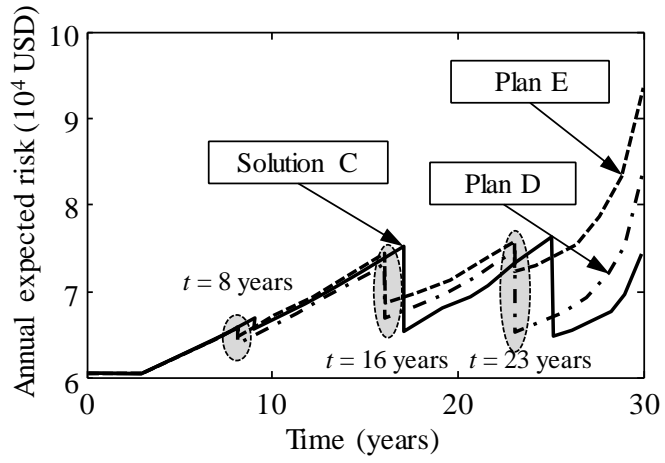 Annual expected risk (10⁴ USD)
10
9
8
7
6
Plan E
Solution C
Plan D
t = 8 years
t = 16 years
t = 23 years
0
10
20
30
Time (years)